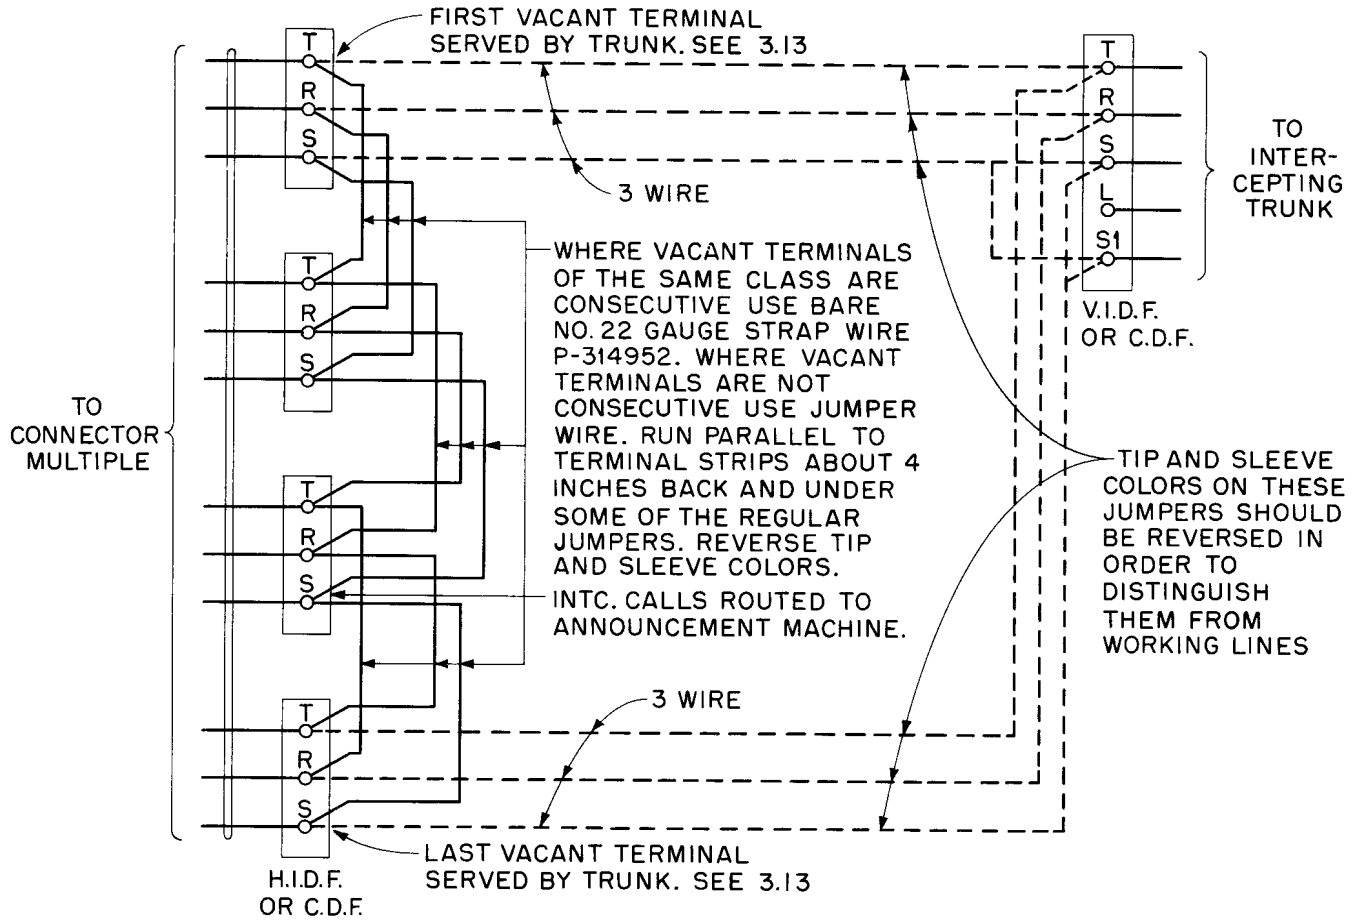 FIRST VACANT TERMINAL
SERVED BY TRUNK. SEE 3.13
T
R
S
3 WIRE
T
R
S
L
S1
V.I.D.F.
OR C.D.F.
TO
INTER-
CEPTING
TRUNK
TO
CONNECTOR
MULTIPLE
T
R
S
WHERE VACANT TERMINALS
OF THE SAME CLASS ARE
CONSECUTIVE USE BARE
NO. 22 GAUGE STRAP WIRE
P-314952. WHERE VACANT
TERMINALS ARE NOT
CONSECUTIVE USE JUMPER
WIRE. RUN PARALLEL TO
TERMINAL STRIPS ABOUT 4
INCHES BACK AND UNDER
SOME OF THE REGULAR
JUMPERS. REVERSE TIP
AND SLEEVE COLORS.
TIP AND SLEEVE
COLORS ON THESE
JUMPERS SHOULD
BE REVERSED IN
ORDER TO
DISTINGUISH
THEM FROM
WORKING LINES
T
R
S
INTC. CALLS ROUTED TO
ANNOUNCEMENT MACHINE.
3 WIRE
T
R
S
LAST VACANT TERMINAL
SERVED BY TRUNK. SEE 3.13
H.I.D.F.
OR C.D.F.